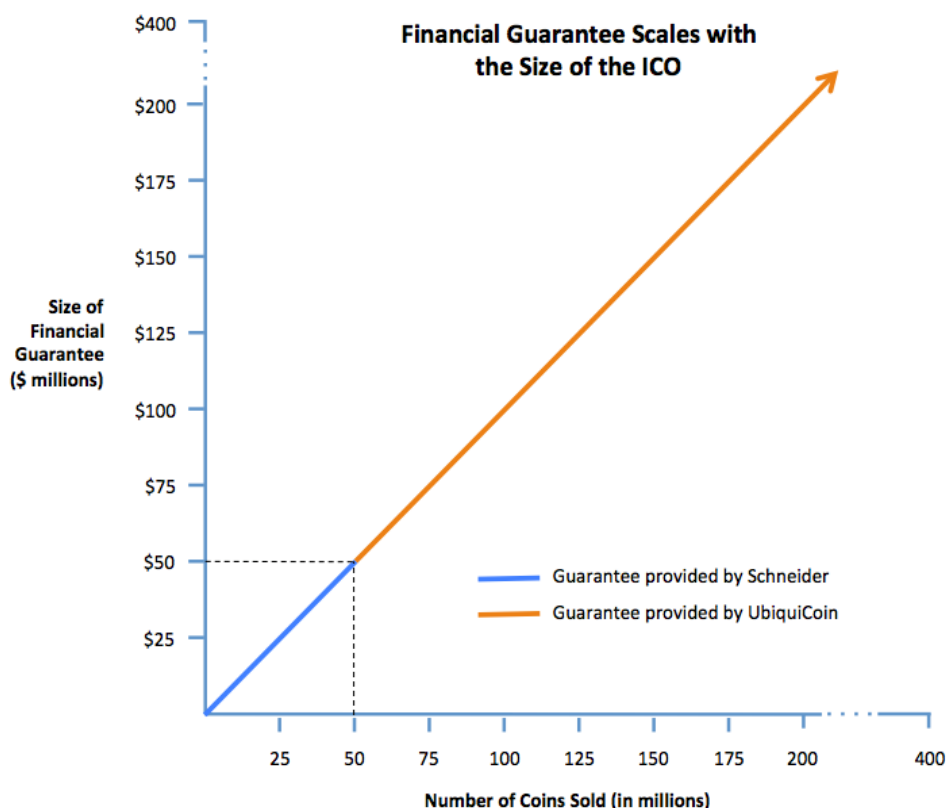 Financial Guarantee Scales with
the Size of the ICO
$400
$200
$175
$150
$125
$100
$75
$50
$25
Size of
Financial
Guarantee
($ millions)
Guarantee provided by Schneider
Guarantee provided by UbiquiCoin
25 50 75 100 125 150 175 200 400
Number of Coins Sold (in millions)